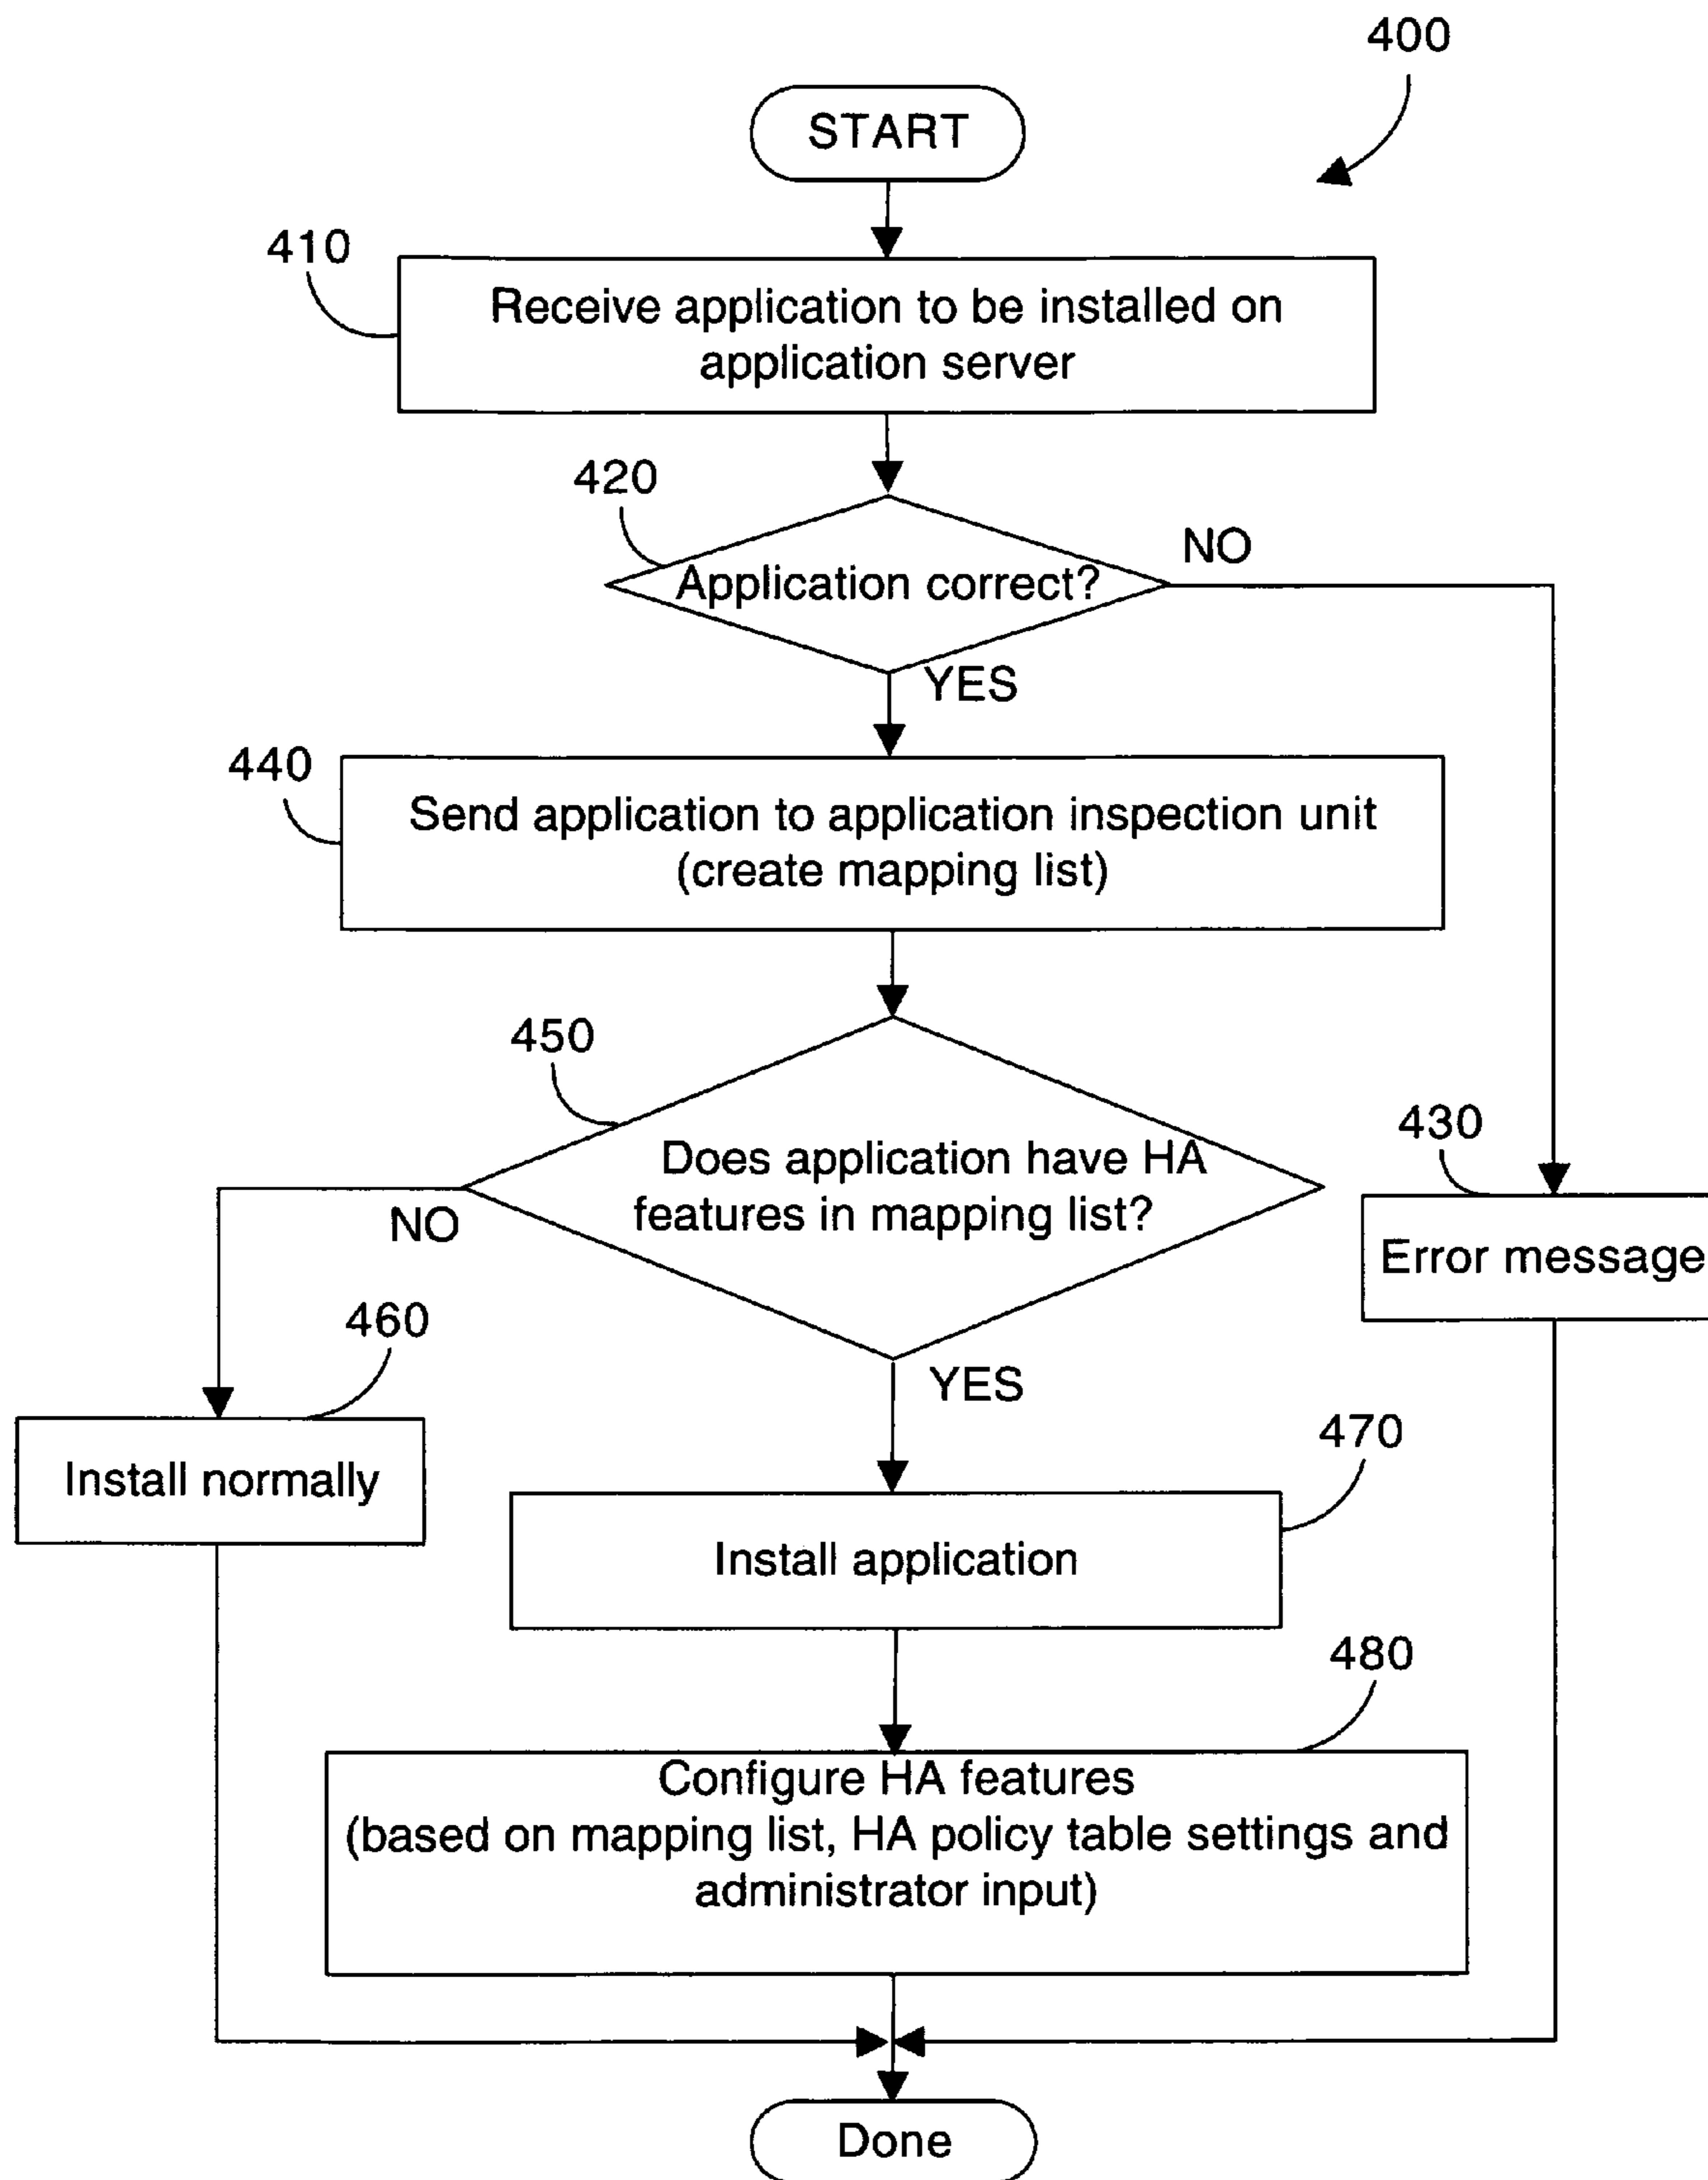 400
START
410
Receive application to be installed on
application server
420
Application correct?
NO
YES
440
Send application to application inspection unit
(create mapping list)
450
Does application have HA
features in mapping list?
NO
430
Error message
460
Install normally
YES
470
Install application
480
Configure HA features
(based on mapping list, HA policy table settings and
administrator input)
Done